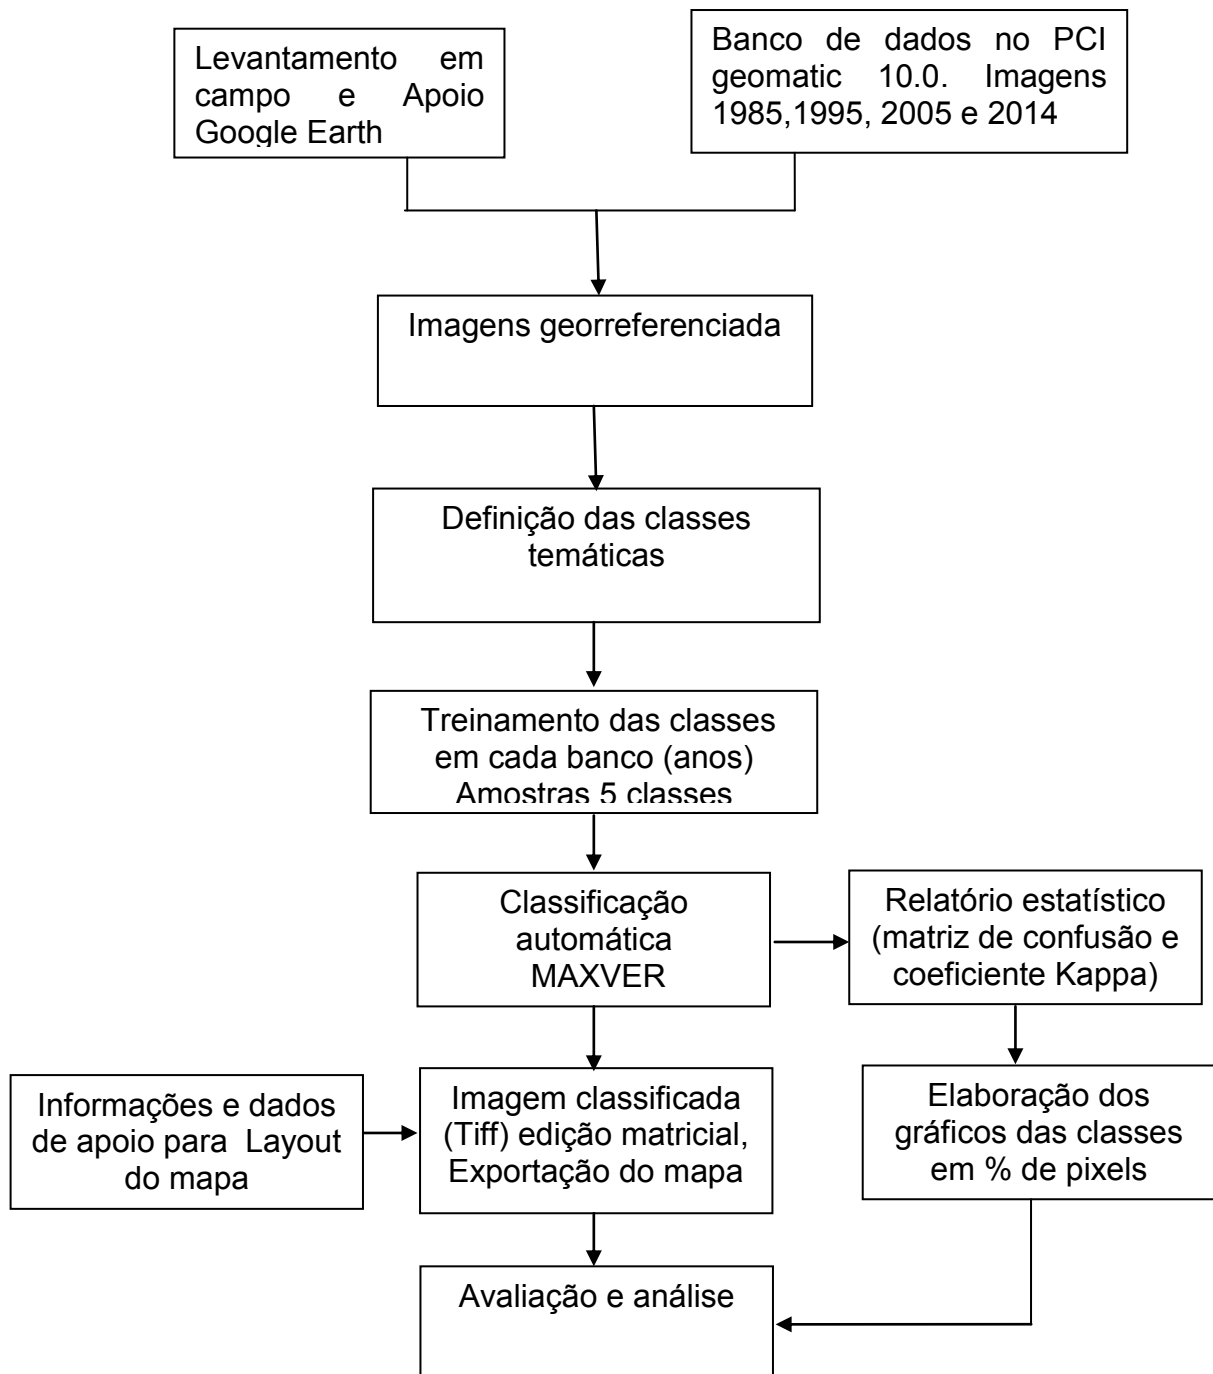 Levantamento em
campo e Apoio
Google Earth
Banco de dados no PCI
geomatic 10.0. Imagens
1985,1995, 2005 e 2014
Imagens georreferenciada
Definição das classes
temáticas
Treinamento das classes
em cada banco (anos)
Amostras 5 classes
Classificação
automática
MAXVER
Relatório estatístico
(matriz de confusão e
coeficiente Kappa)
Informações e dados
de apoio para Layout
do mapa
Imagem classificada
(Tiff) edição matricial,
Exportação do mapa
Elaboração dos
gráficos das classes
em % de pixels
Avaliação e análise